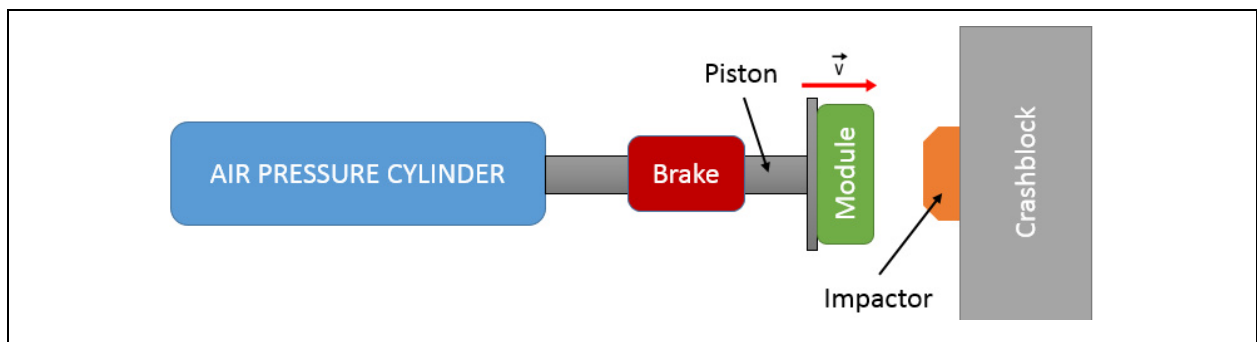 Piston
v
AIR PRESSURE CYLINDER
Brake
Module
Crashblock
Impactor